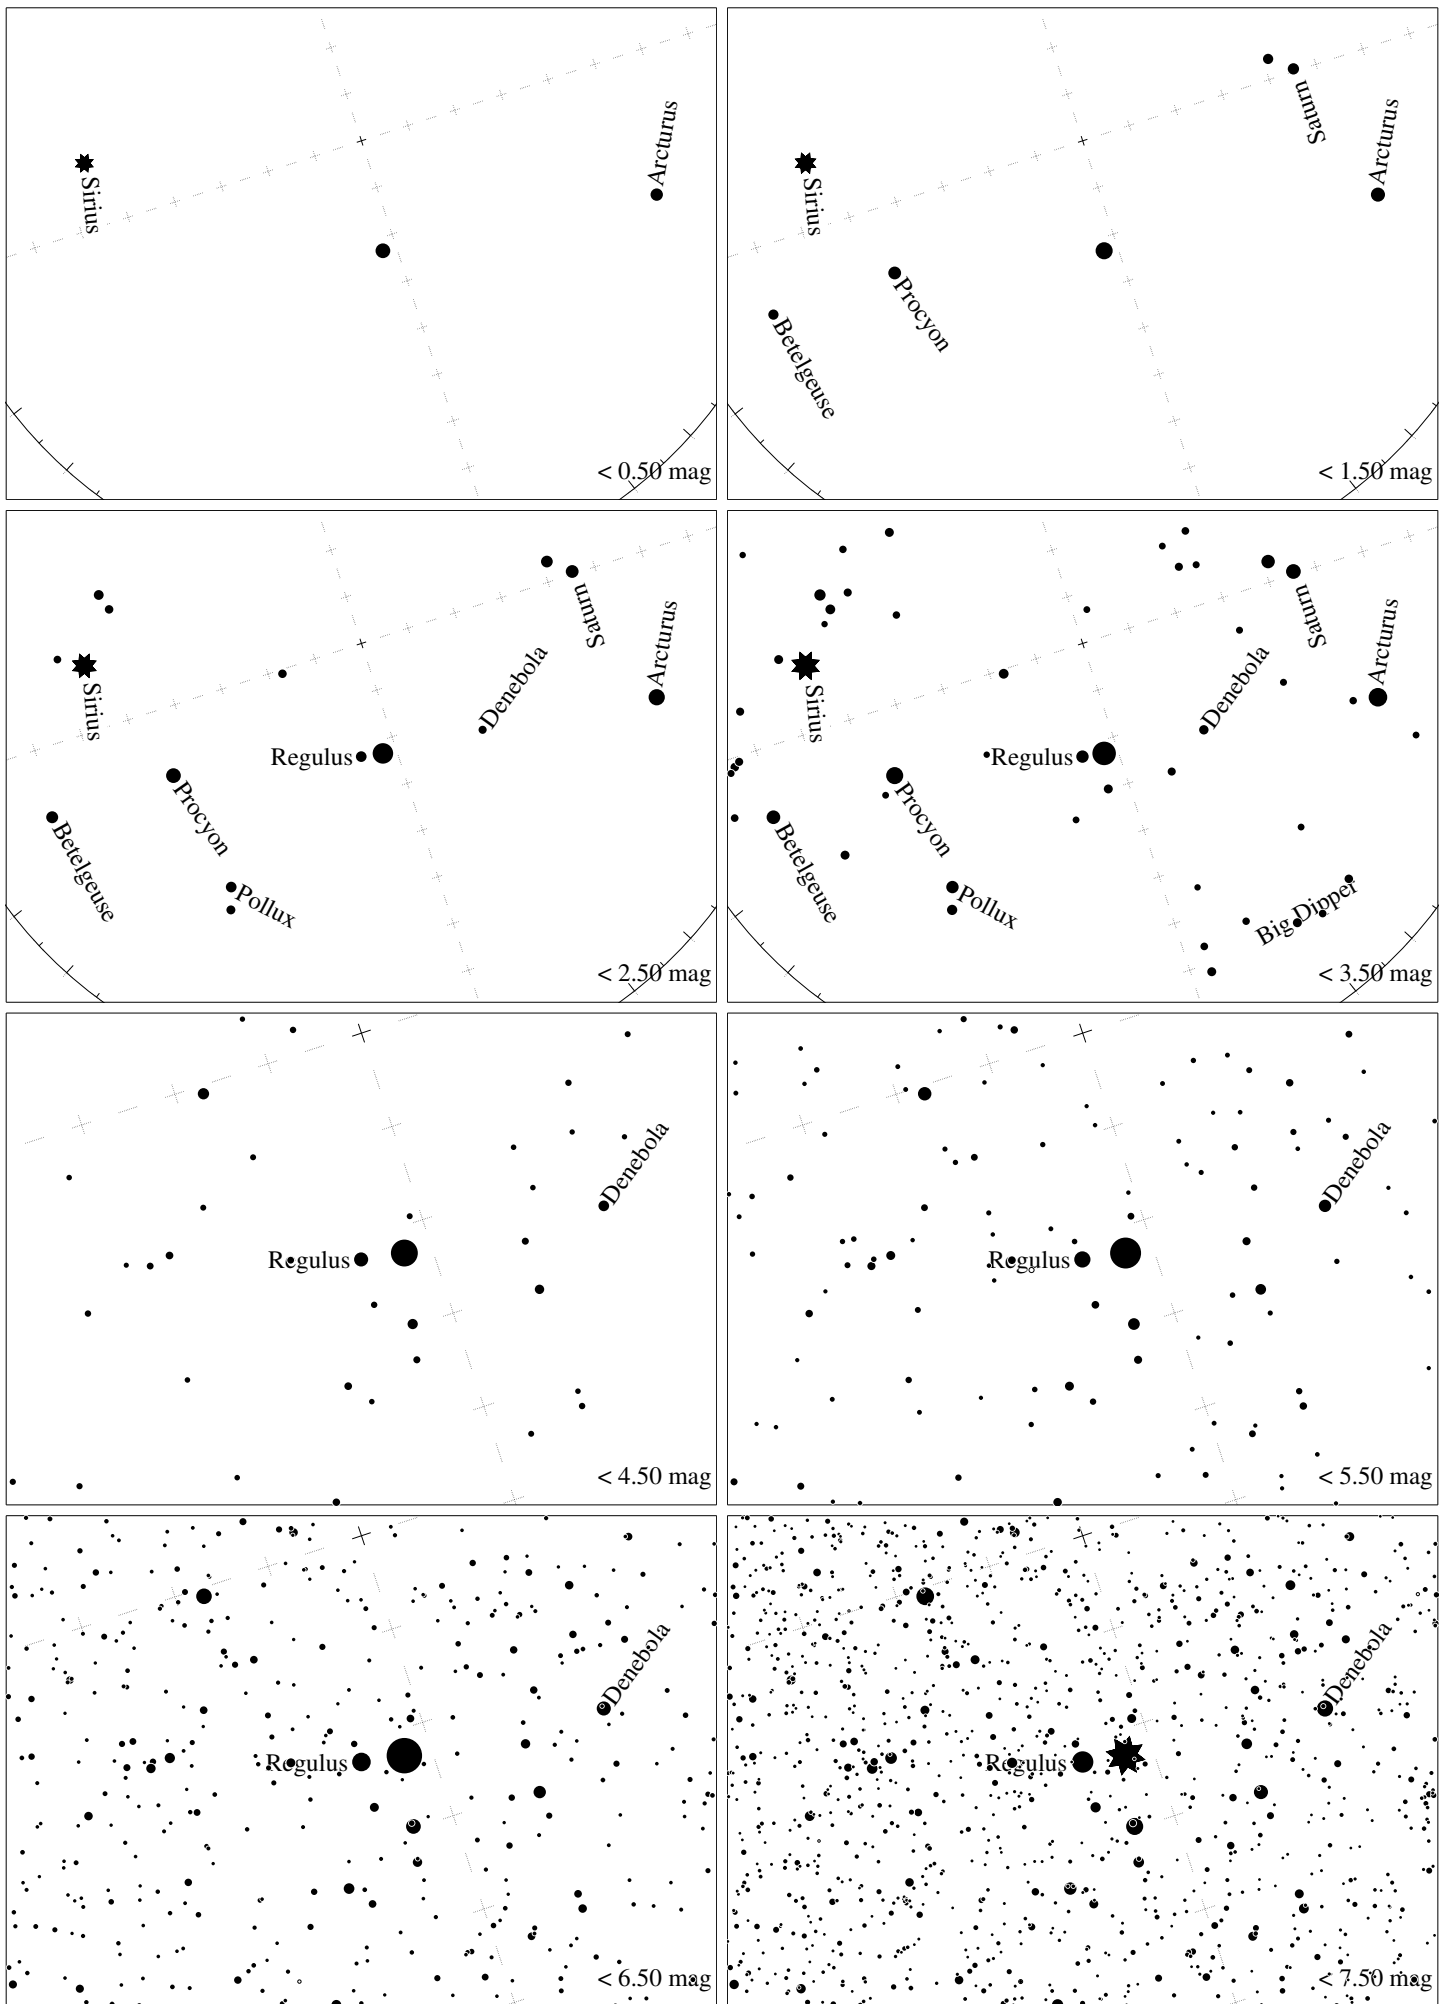 Sirius
Arcturus
< 0.50 mag
Saturn
Arcturus
Sirius
Procyon
Betelgeuse
< 1.50 mag
Saturn
Arcturus
Denebola
Sirius
Regulus
Procyon
Betelgeuse
Pollux
< 2.50 mag
Saturn
Arcturus
Denebola
Sirius
Regulus
Procyon
Betelgeuse
Pollux
Big Dipper
< 3.50 mag
Denebola
Regulus
< 4.50 mag
Denebola
Regulus
< 5.50 mag
Denebola
Regulus
< 6.50 mag
Denebola
Regulus
< 7.50 mag